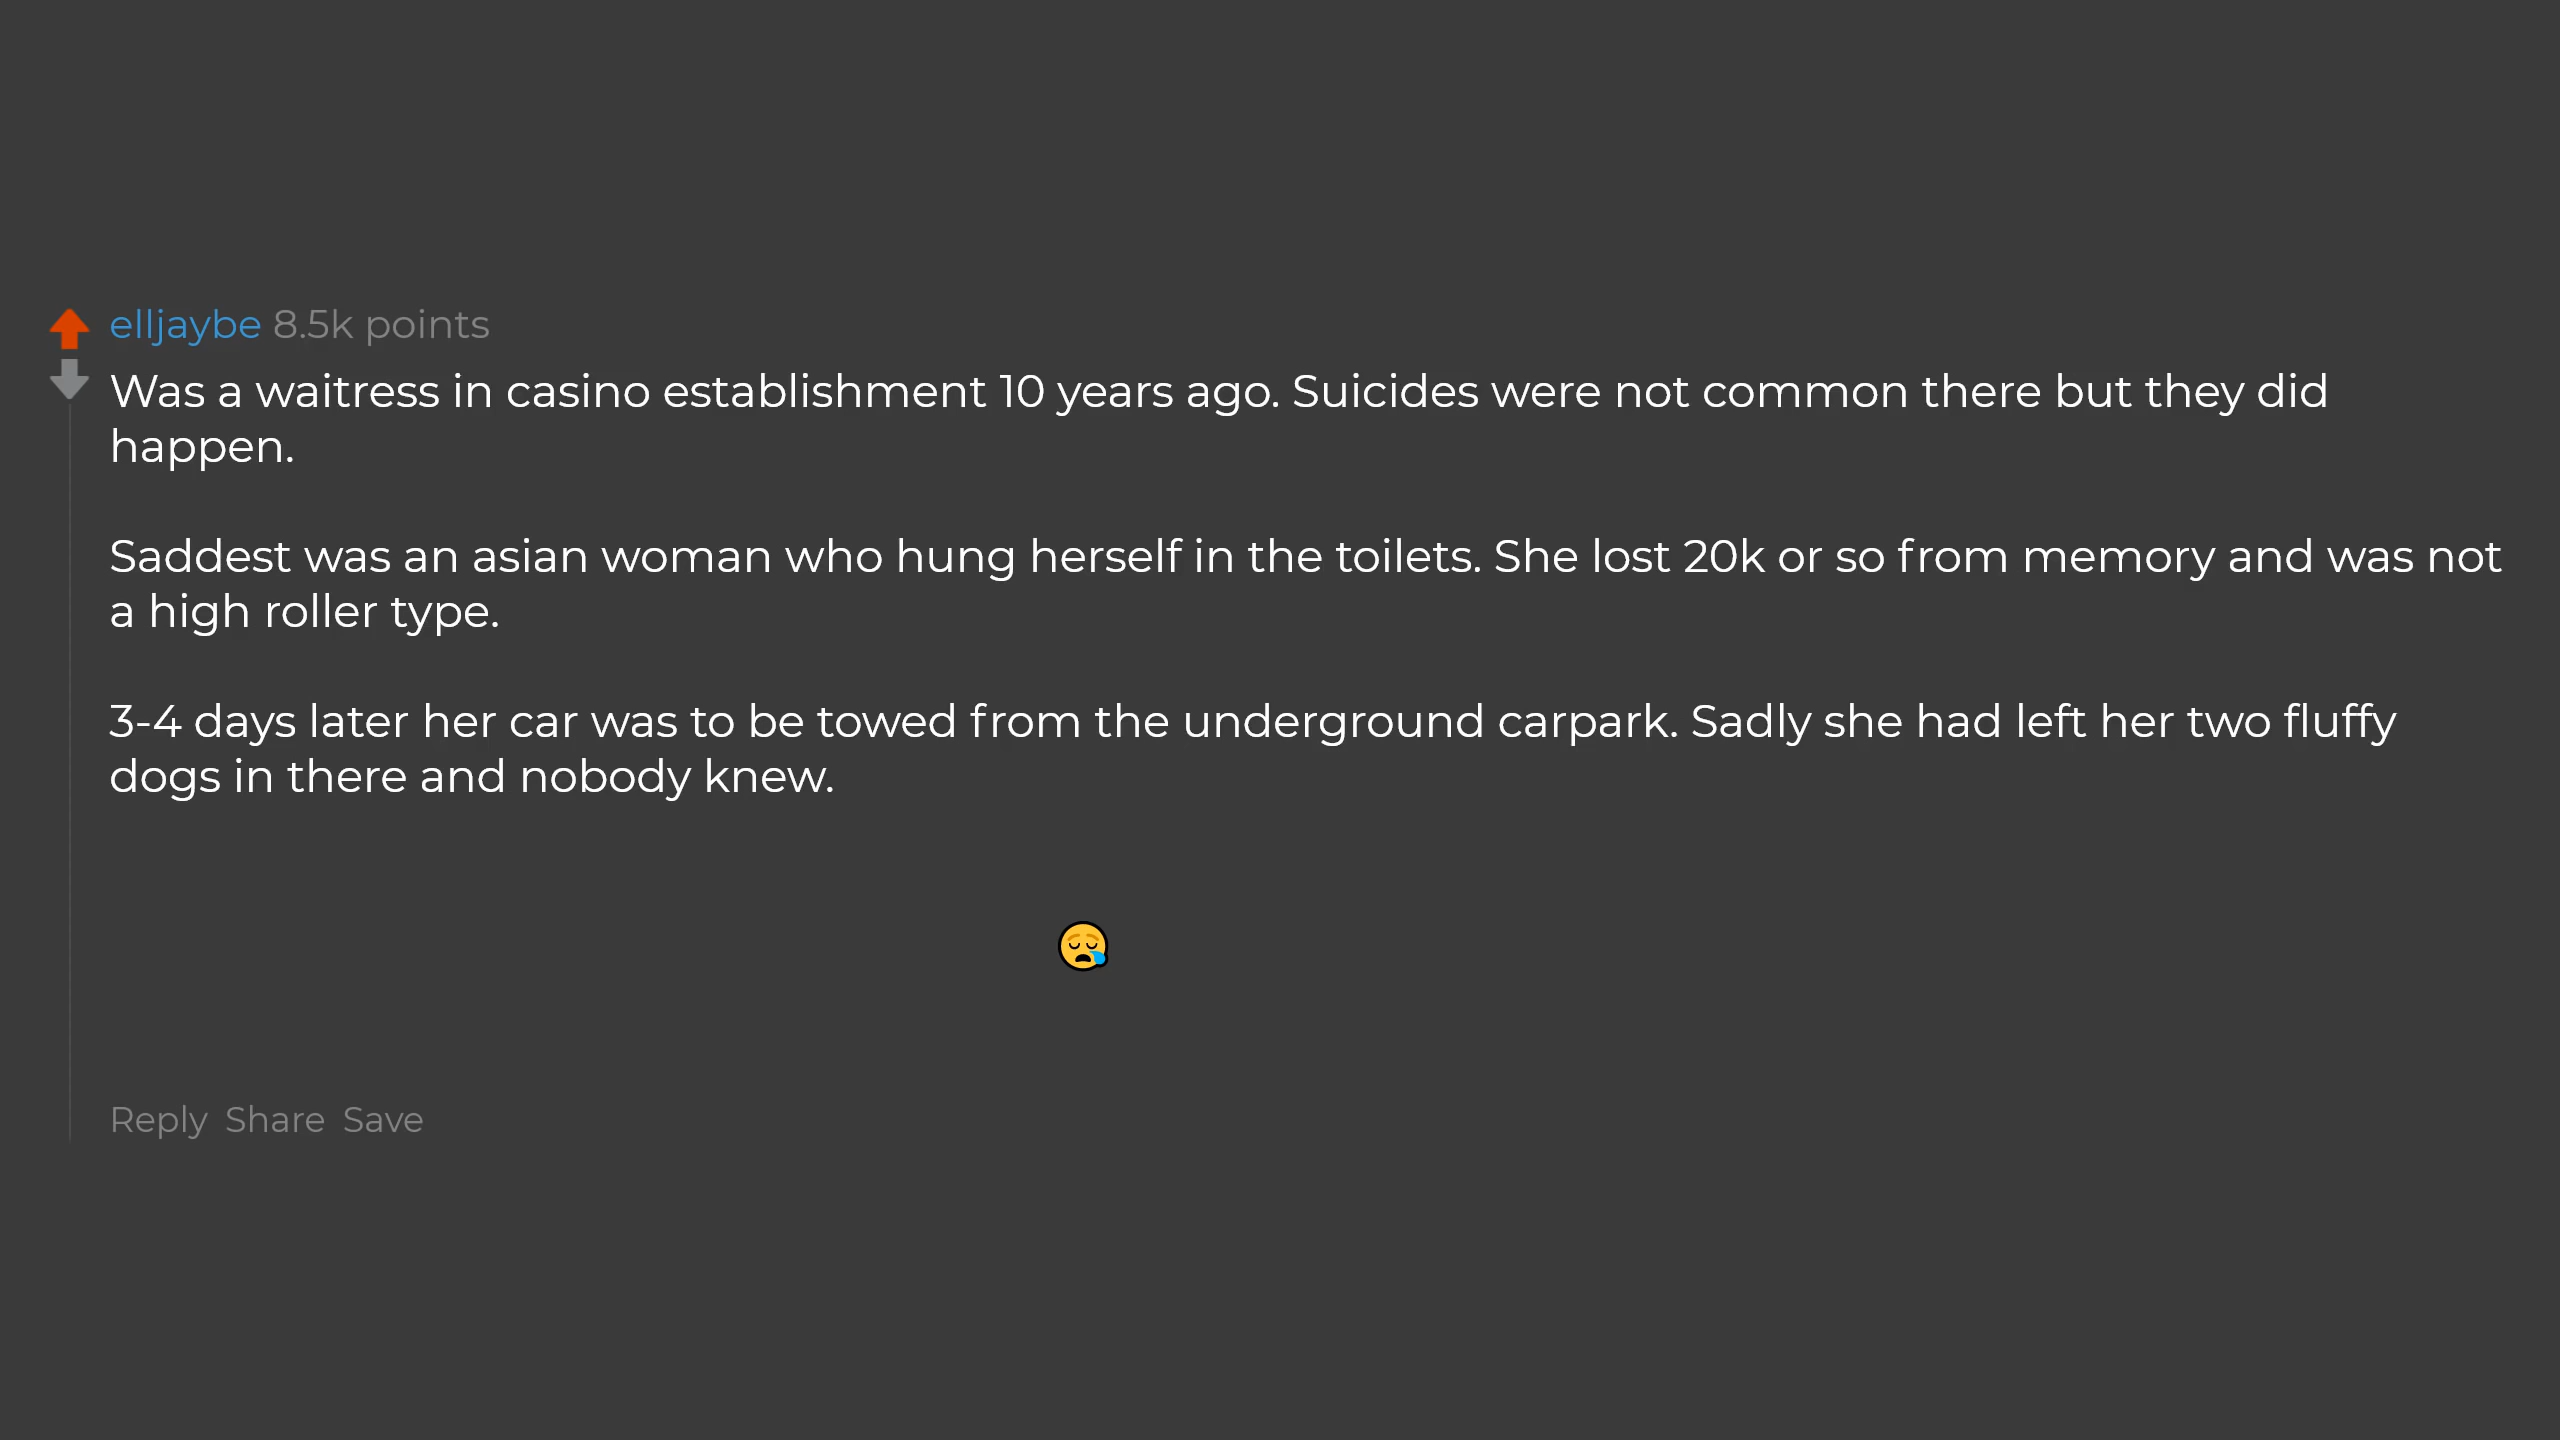 elljaybe 8.5k points
Was a waitress in casino establishment 10 years ago. Suicides were not common there but they did
happen.
Saddest was an asian woman who hung herself in the toilets. She lost 20k or so from memory and was not
a high roller type.
3-4 days later her car was to be towed from the underground carpark. Sadly she had left her two fluffy
dogs in there and nobody knew.
Reply Share Save